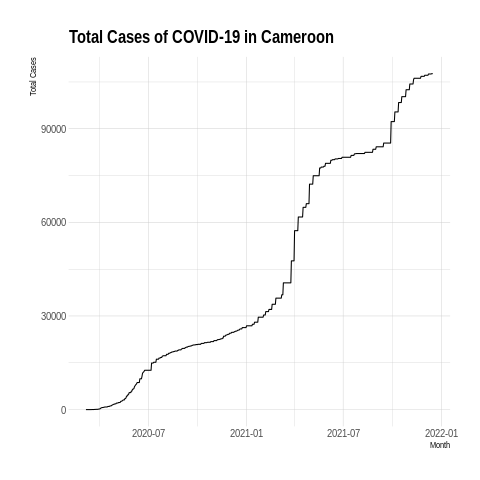 Total Cases of COVID-19 in Cameroon
Total Cases
90000
60000
30000
0
2020-07
2021-01
2021-07
2022-01
Month